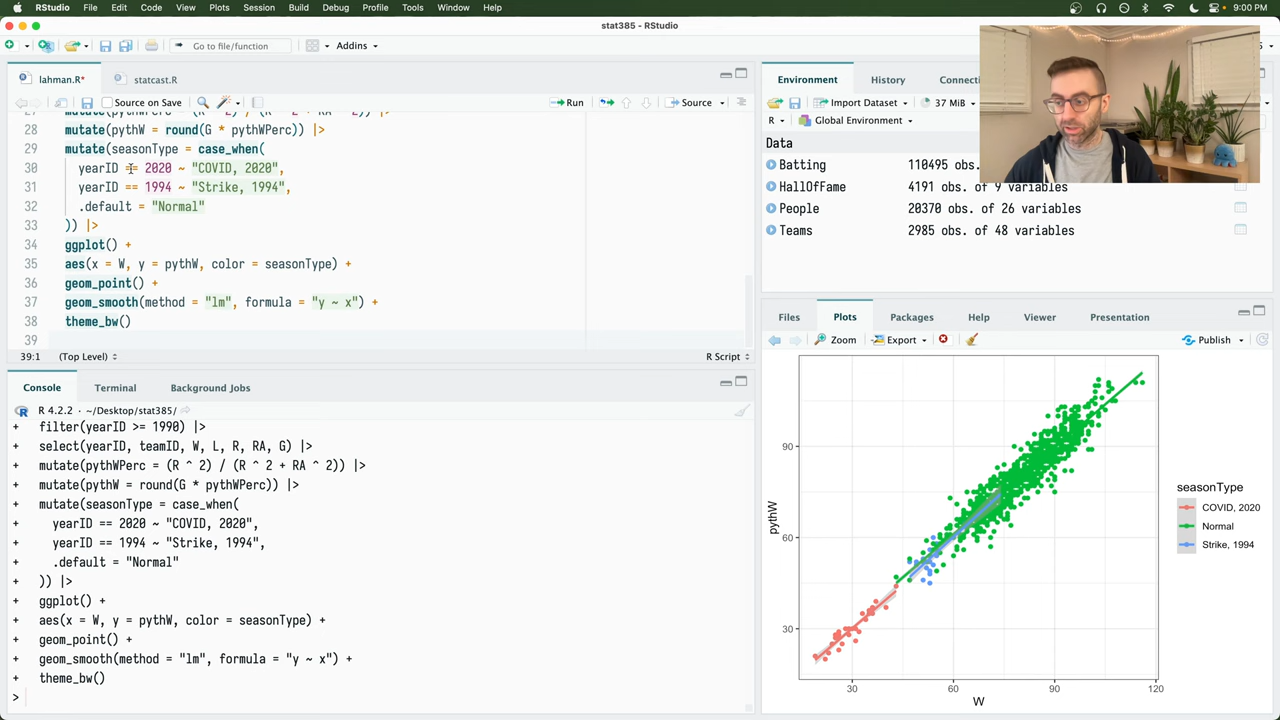 RStudio File Edit Code View Plots Session Build Debug Profile Tools Window Help 9:00 PM
stat385 - RStudio
Go to file/function Addins
lahman.R* statcast.R
Source on Save Run Source
28 mutate(pythW = round(G * pythWPerc)) |>
29 mutate(seasonType = case_when(
30 yearID == 2020 ~ "COVID, 2020",
31 yearID == 1994 ~ "Strike, 1994",
32 .default = "Normal"
33 )) |>
34 ggplot() +
35 aes(x = W, y = pythW, color = seasonType) +
36 geom_point() +
37 geom_smooth(method = "lm", formula = "y ~ x") +
38 theme_bw()
39
39:1 (Top Level) R Script
Console Terminal Background Jobs
R 4.2.2 · ~/Desktop/stat385/
+ filter(yearID >= 1990) |>
+ select(yearID, teamID, W, L, R, RA, G) |>
+ mutate(pythWPerc = (R ^ 2) / (R ^ 2 + RA ^ 2)) |>
+ mutate(pythW = round(G * pythWPerc)) |>
+ mutate(seasonType = case_when(
+ yearID == 2020 ~ "COVID, 2020",
+ yearID == 1994 ~ "Strike, 1994",
+ .default = "Normal"
+ )) |>
+ ggplot() +
+ aes(x = W, y = pythW, color = seasonType) +
+ geom_point() +
+ geom_smooth(method = "lm", formula = "y ~ x") +
+ theme_bw()
>
Environment History
Import Dataset 37 MiB
R Global Environment
Data
Batting 110495 obs.
HallOfFame 4191 obs. of 9 variables
People 20370 obs. of 26 variables
Teams 2985 obs. of 48 variables
Files Plots Packages Help Viewer Presentation
Zoom Export Publish
90
60
30
pythW
30 60 90 120
W
seasonType
COVID, 2020
Normal
Strike, 1994